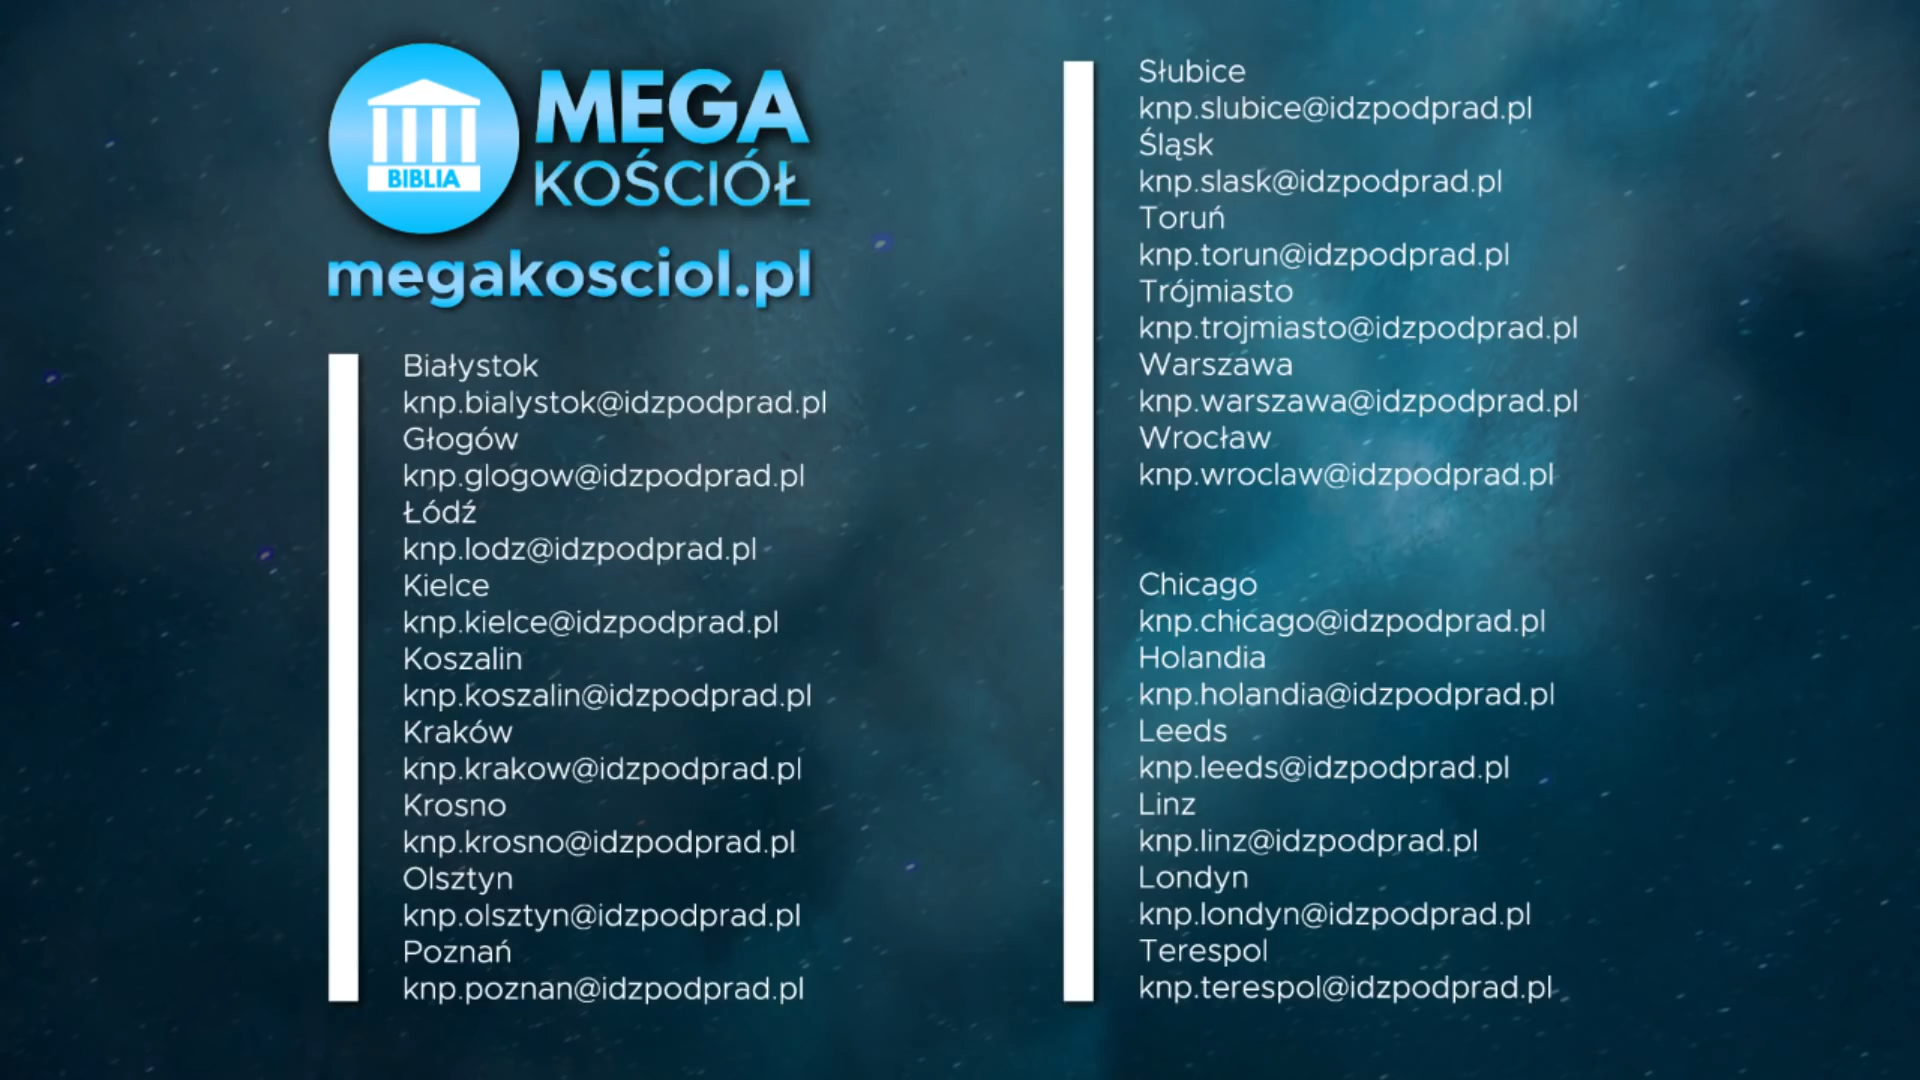 BIBLIA
MEGA
KOŚCIÓŁ
megakosciol.pl
Białystok
knp.bialystok@idzpodprad.pl
Głogów
knp.glogow@idzpodprad.pl
Łódź
knp.lodz@idzpodprad.pl
Kielce
knp.kielce@idzpodprad.pl
Koszalin
knp.koszalin@idzpodprad.pl
Kraków
knp.krakow@idzpodprad.pl
Krosno
knp.krosno@idzpodprad.pl
Olsztyn
knp.olsztyn@idzpodprad.pl
Poznań
knp.poznan@idzpodprad.pl
Słubice
knp.slubice@idzpodprad.pl
Śląsk
knp.slask@idzpodprad.pl
Toruń
knp.torun@idzpodprad.pl
Trójmiasto
knp.trojmiasto@idzpodprad.pl
Warszawa
knp.warszawa@idzpodprad.pl
Wrocław
knp.wroclaw@idzpodprad.pl
Chicago
knp.chicago@idzpodprad.pl
Holandia
knp.holandia@idzpodprad.pl
Leeds
knp.leeds@idzpodprad.pl
Linz
knp.linz@idzpodprad.pl
Londyn
knp.londyn@idzpodprad.pl
Terespol
knp.terespol@idzpodprad.pl